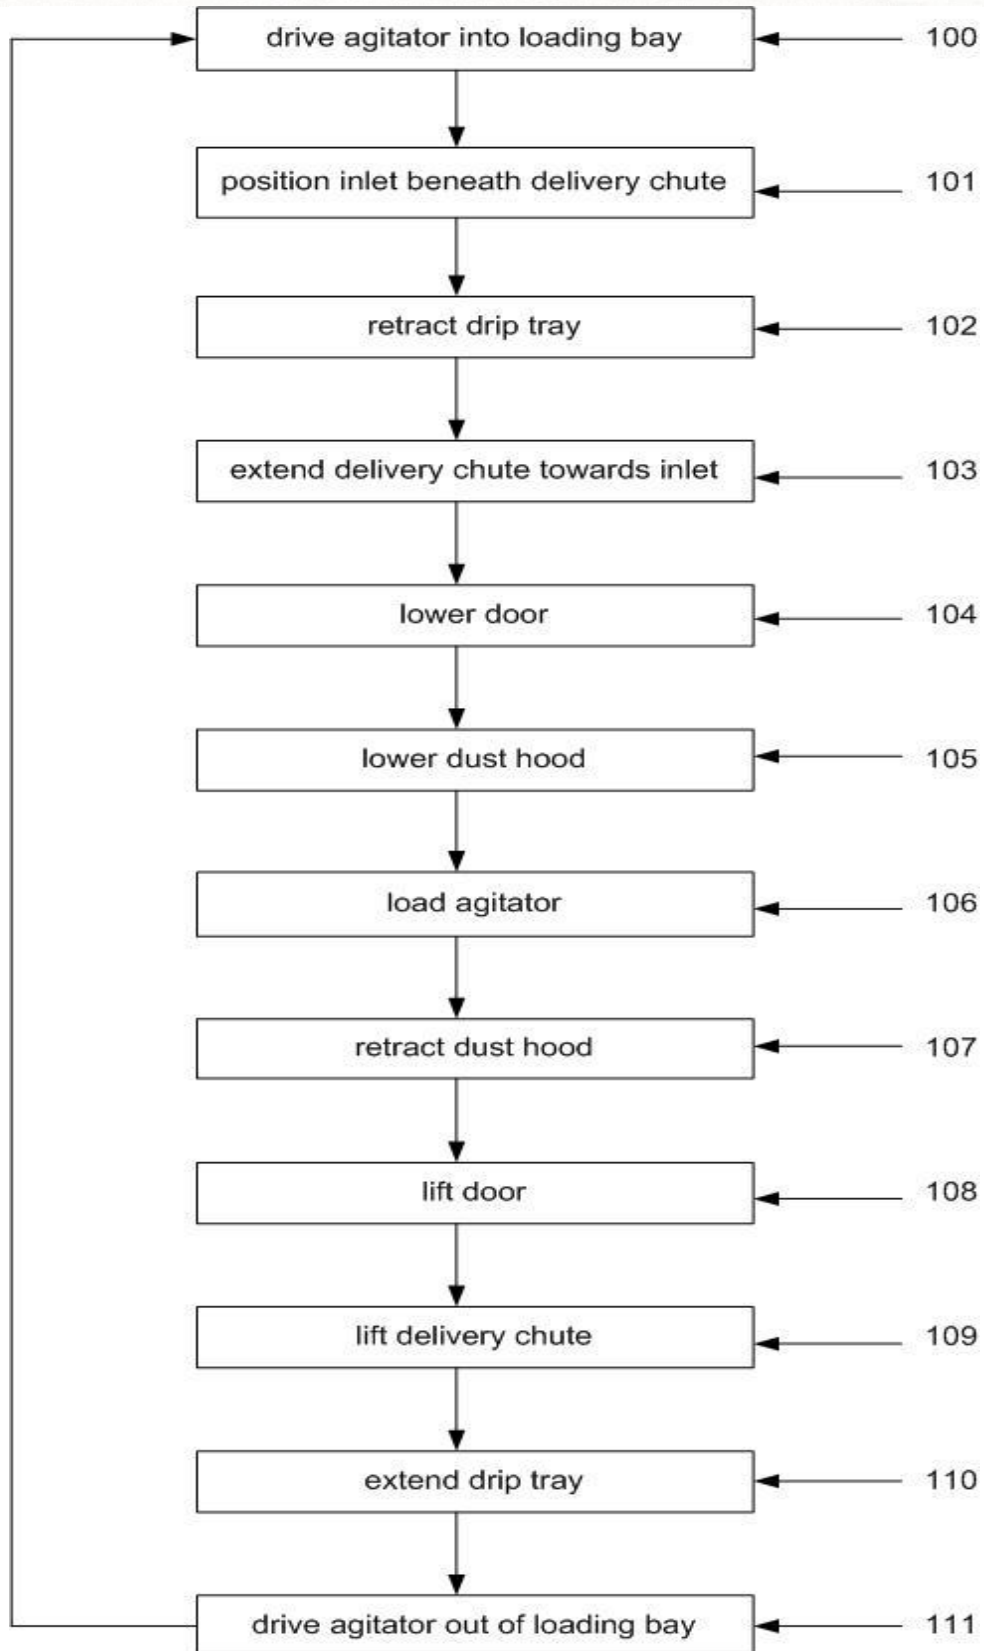 drive agitator into loading bay 100
position inlet beneath delivery chute 101
retract drip tray 102
extend delivery chute towards inlet 103
lower door 104
lower dust hood 105
load agitator 106
retract dust hood 107
lift door 108
lift delivery chute 109
extend drip tray 110
drive agitator out of loading bay 111